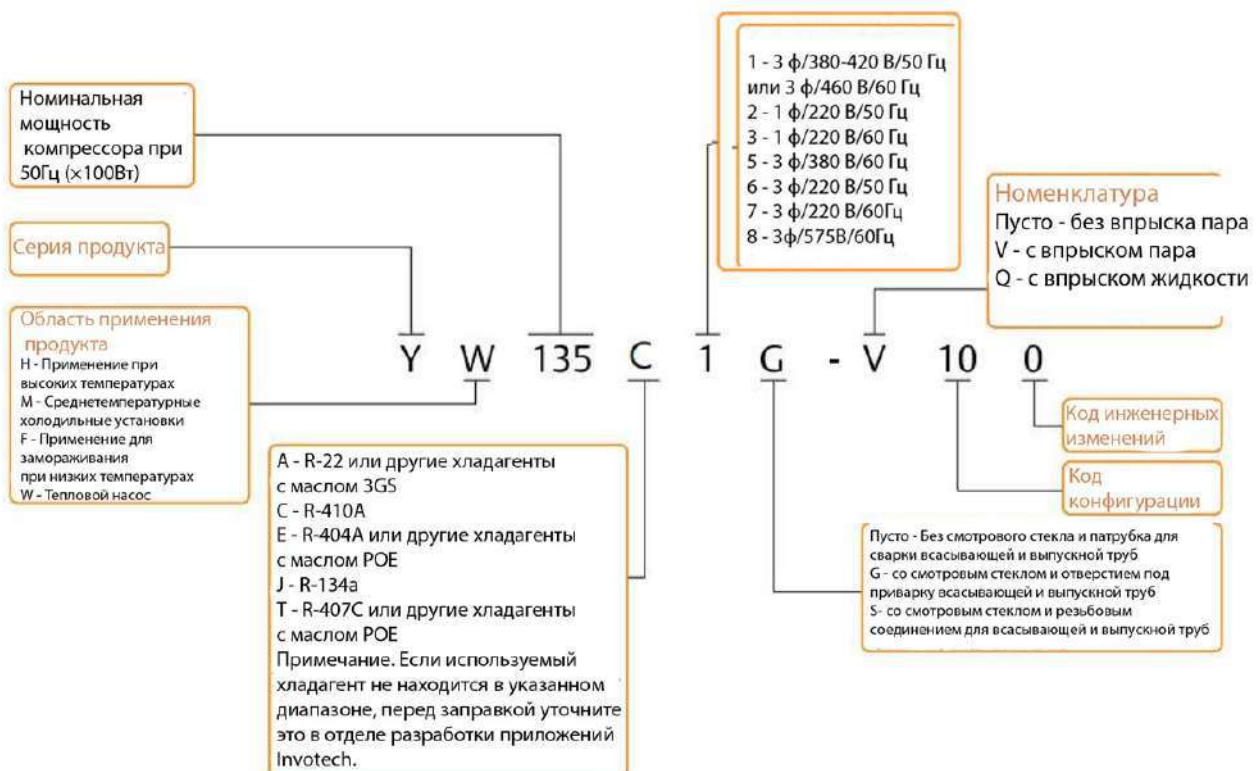 1 - 3 ф/380-420 В/50 Гц
или 3 ф/460 В/60 Гц
2 - 1 ф/220 В/50 Гц
3 - 1 ф/220 В/60 Гц
5 - 3 ф/380 В/60 Гц
6 - 3 ф/220 В/50 Гц
7 - 3 ф/220 В/60Гц
8 - 3ф/575В/60Гц
Номинальная
мощность
компрессора при
50Гц (×100Вт)
Номенклатура
Пусто - без впрыска пара
V - с впрыском пара
Q - с впрыском жидкости
Серия продукта
Область применения
продукта
H - Применение при
высоких температурах
M - Среднетемпературные
холодильные установки
F - Применение для
замораживания
при низких температурах
W - Тепловой насос
Y W 135 C 1 G - V 10 0
Код инженерных
изменений
Код
конфигурации
A - R-22 или другие хладагенты
с маслом 3GS
C - R-410A
E - R-404A или другие хладагенты
с маслом POE
J - R-134a
T - R-407C или другие хладагенты
с маслом POE
Примечание. Если используемый
хладагент не находится в указанном
диапазоне, перед заправкой уточните
это в отделе разработки приложений
Invotech.
Пусто - Без смотрового стекла и патрубка для
сварки всасывающей и выпускной труб
G - со смотровым стеклом и отверстием под
приварку всасывающей и выпускной труб
S- со смотровым стеклом и резьбовым
соединением для всасывающей и выпускной труб